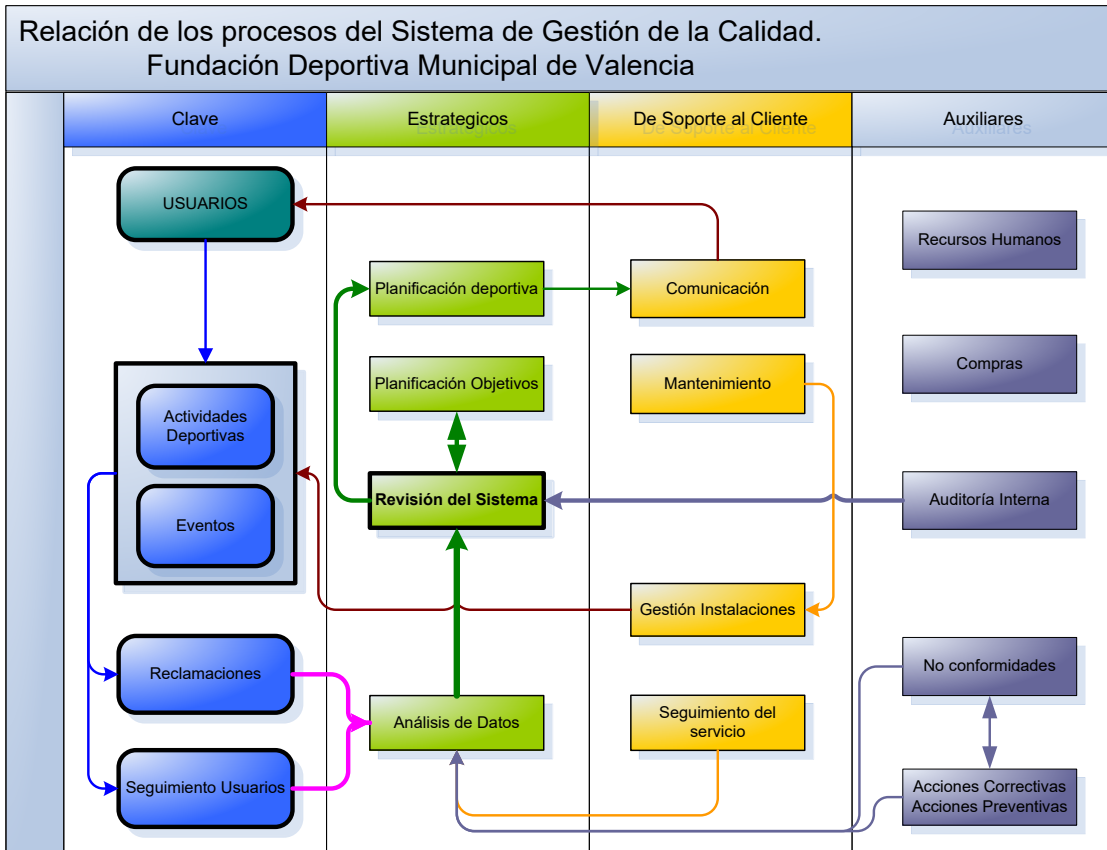 Relación de los procesos del Sistema de Gestión de la Calidad.
Fundación Deportiva Municipal de Valencia
Clave
Estrategicos
De Soporte al Cliente
Auxiliares
USUARIOS
Recursos Humanos
Planificación deportiva
Comunicación
Planificación Objetivos
Mantenimiento
Compras
Actividades
Deportivas
Revisión del Sistema
Auditoría Interna
Eventos
Gestión Instalaciones
Reclamaciones
No conformidades
Análisis de Datos
Seguimiento del
servicio
Seguimiento Usuarios
Acciones Correctivas
Acciones Preventivas